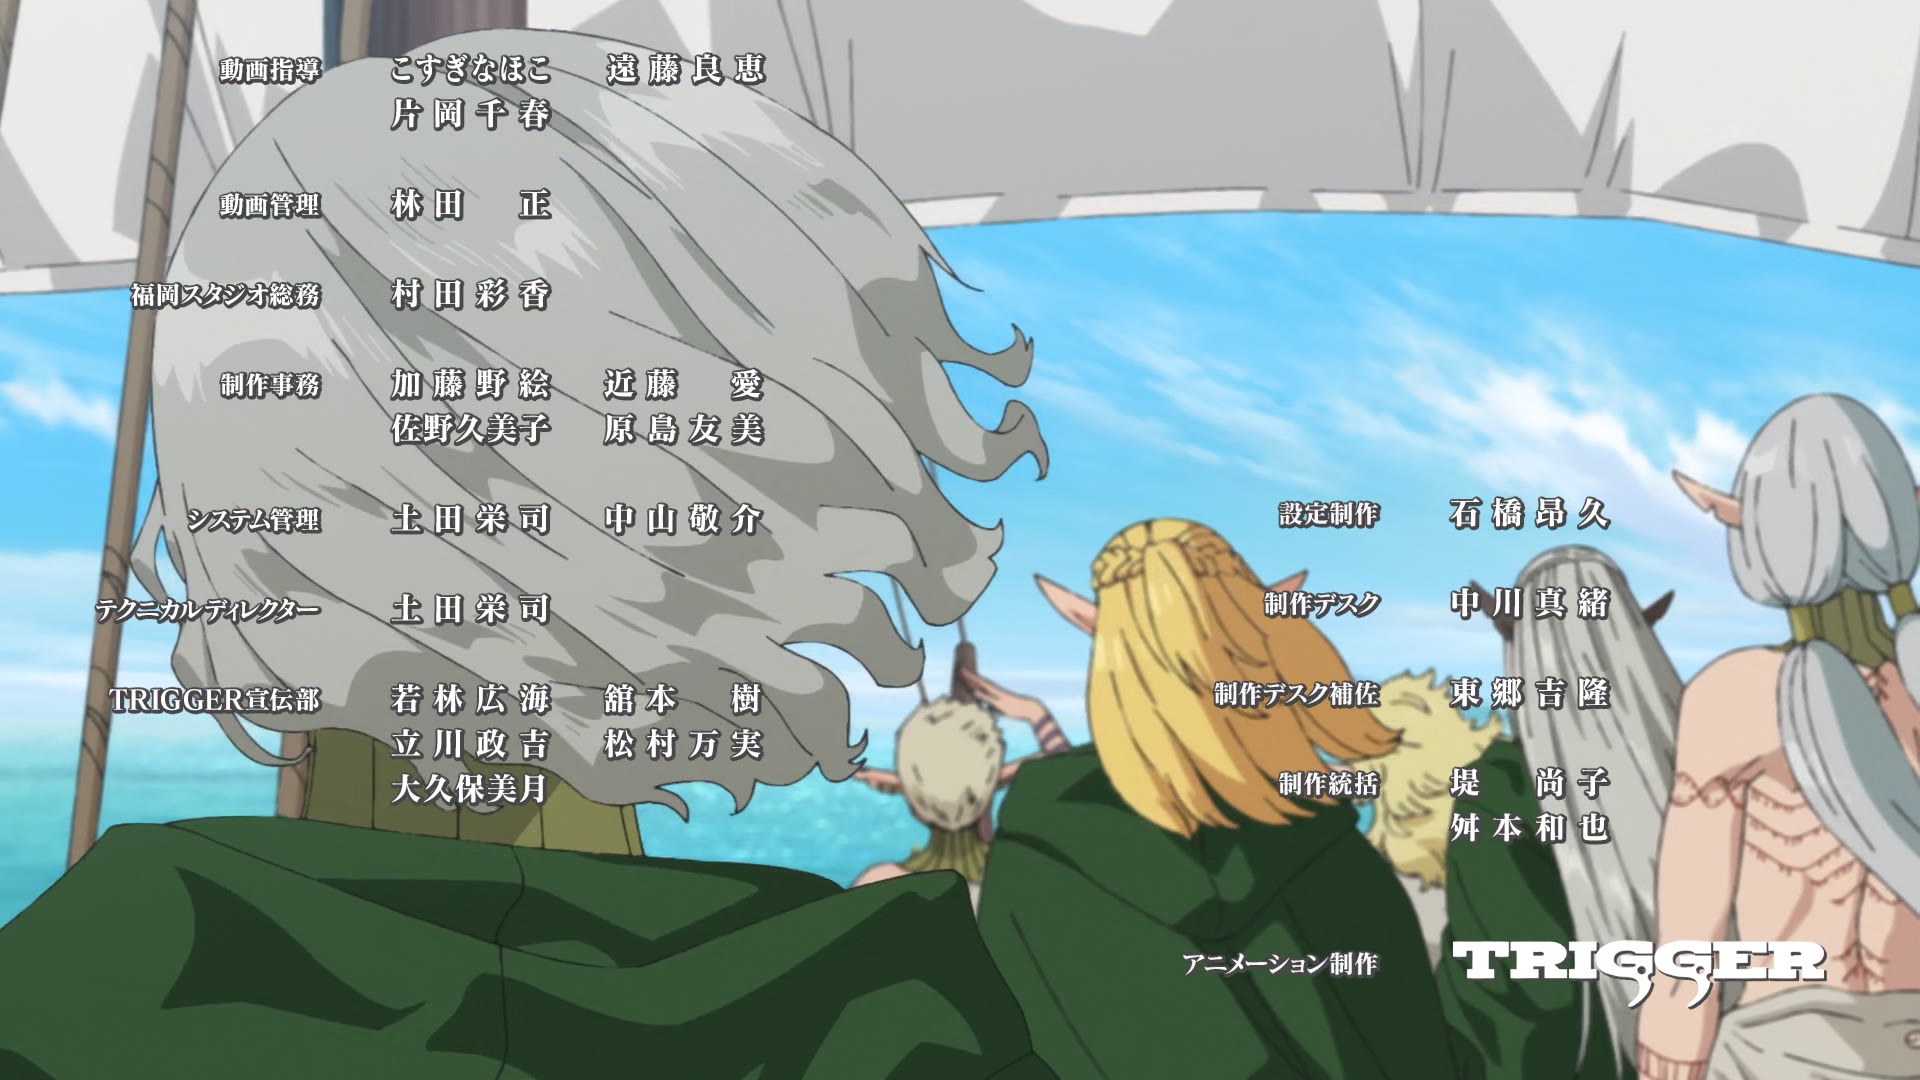 動画指導 こすぎなほこ 遠藤良恵
片岡千春
動画管理 林田 正
福岡スタジオ総務 村田彩香
制作事務 加藤野絵 近藤 愛
佐野久美子 原島友美
システム管理 土田栄司 中山敬介
テクニカルディレクター 土田栄司
TRIGGER宣伝部 若林広海 舘本 樹
立川政吉 松村万実
大久保美月
設定制作 石橋昂久
制作デスク 中川真緒
制作デスク補佐 東郷吉隆
制作統括 堤 尚子
舛本和也
アニメーション制作 TRIGGER